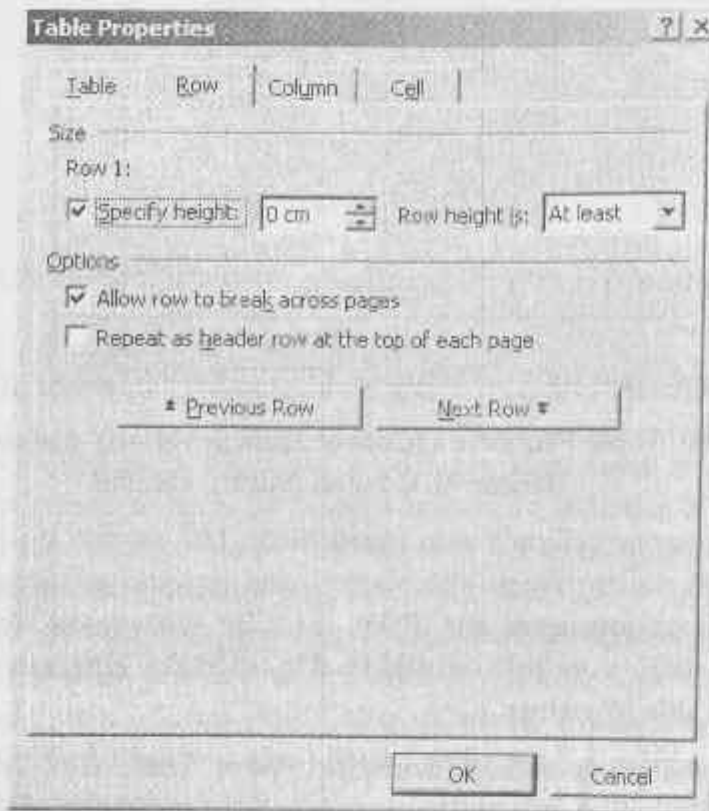 Table Properties ? ×
Table Row Column Cell
Size
Row 1:
Specify height: 0 cm Row height is: At least
Options
Allow row to break across pages
Repeat as header row at the top of each page
Previous Row Next Row
OK Cancel